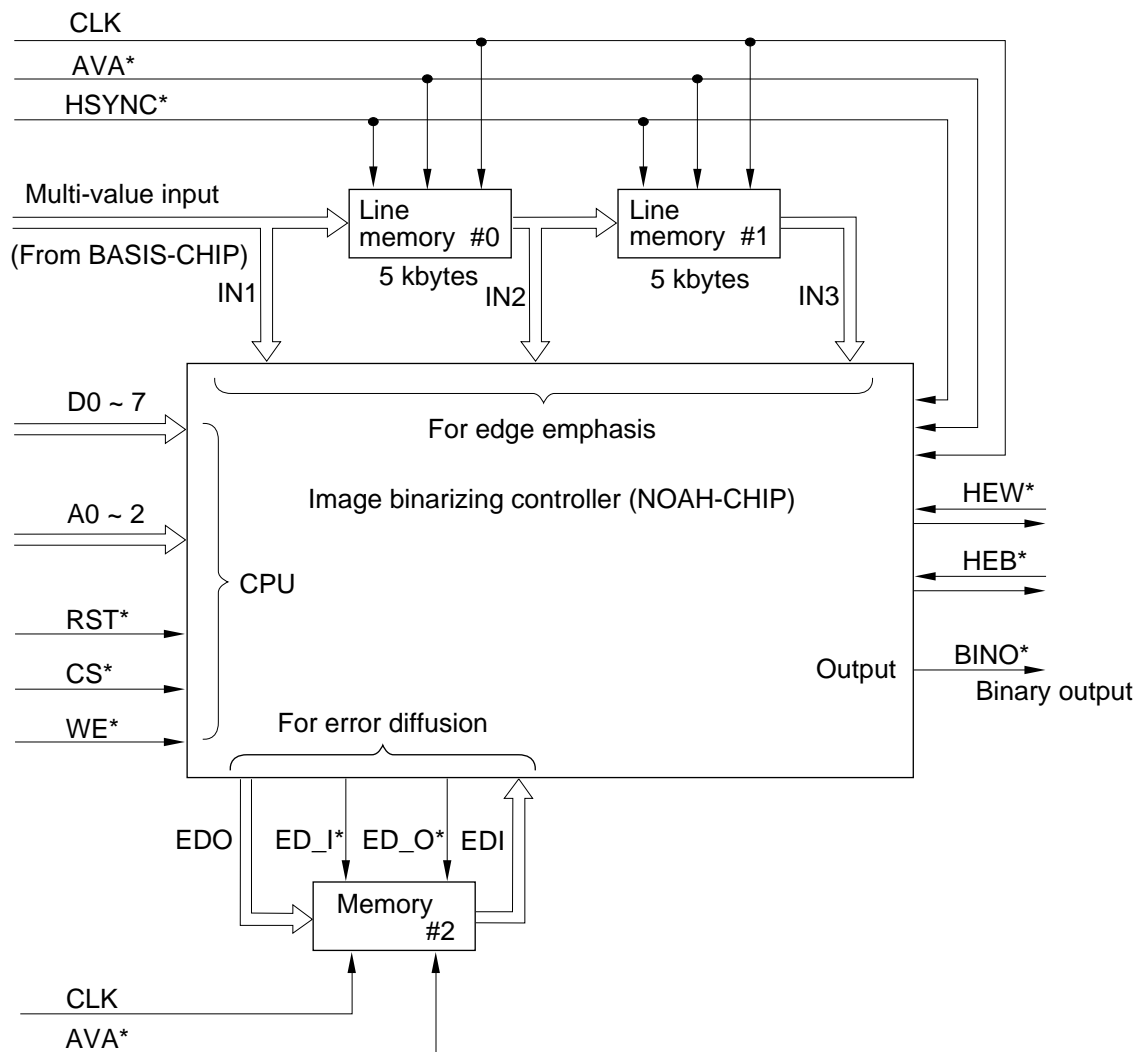 CLK
AVA*
HSYNC*
Multi-value input
(From BASIS-CHIP)
Line
memory #0
5 kbytes
Line
memory #1
5 kbytes
IN1
IN2
IN3
For edge emphasis
D0 ~ 7
Image binarizing controller (NOAH-CHIP)
A0 ~ 2
CPU
RST*
CS*
WE*
HEW*
HEB*
Output
BINO*
Binary output
For error diffusion
EDO
ED_I*
ED_O*
EDI
Memory
#2
CLK
AVA*